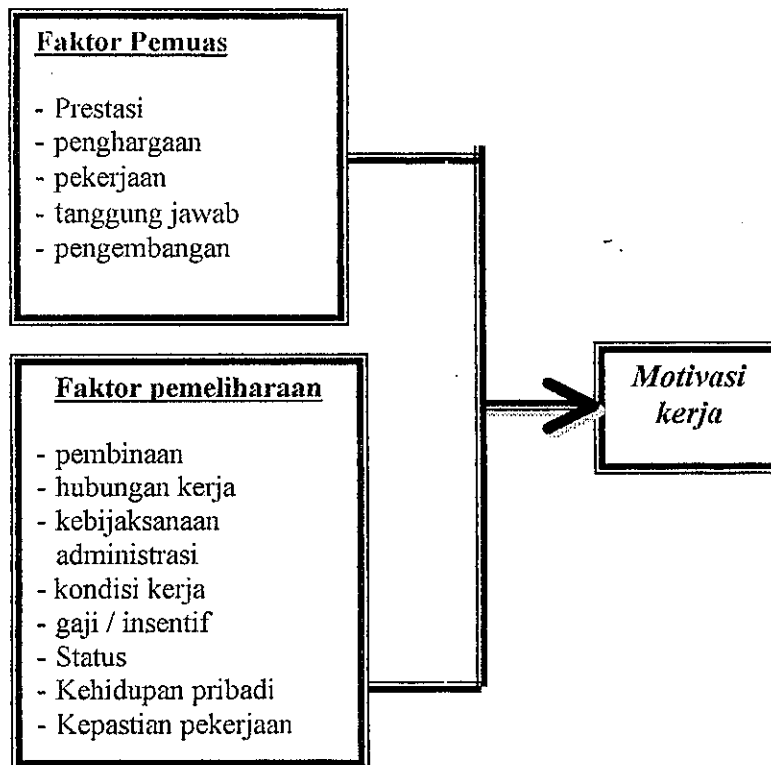 Faktor Pemuas
- Prestasi
- penghargaan
- pekerjaan
- tanggung jawab
- pengembangan
Faktor pemeliharaan
- pembinaan
- hubungan kerja
- kebijaksanaan
administrasi
- kondisi kerja
- gaji / insentif
- Status
- Kehidupan pribadi
- Kepastian pekerjaan
Motivasi
kerja